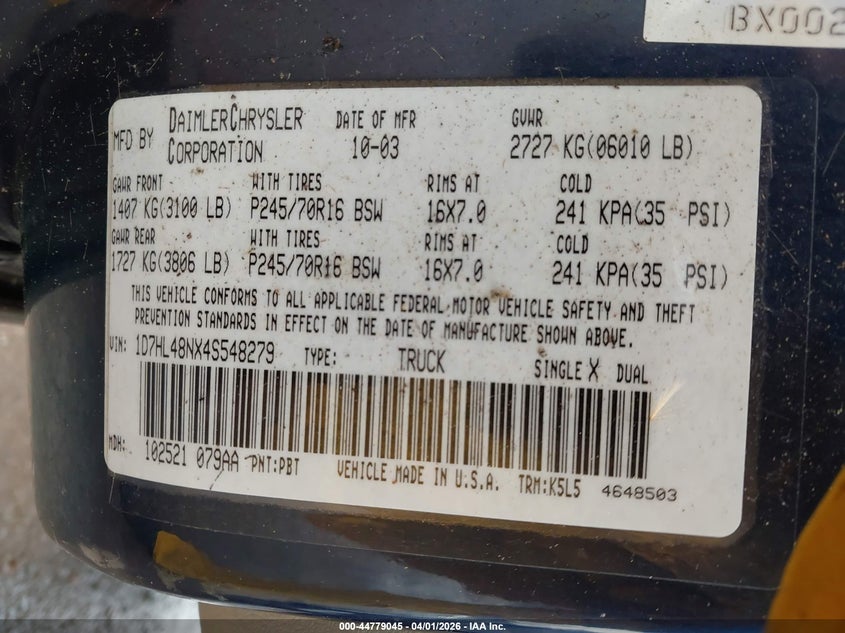 BX002
MFD BY DAIMLERCHRYSLER CORPORATION DATE OF MFR 10-03 GVWR 2727 KG(06010 LB)
GAWR FRONT WITH TIRES RIMS AT COLD
1407 KG(3100 LB) P245/70R16 BSW 16X7.0 241 KPA(35 PSI)
GAWR REAR WITH TIRES RIMS AT COLD
1727 KG(3806 LB) P245/70R16 BSW 16X7.0 241 KPA(35 PSI)
THIS VEHICLE CONFORMS TO ALL APPLICABLE FEDERAL MOTOR VEHICLE SAFETY AND THEFT
PREVENTION STANDARDS IN EFFECT ON THE DATE OF MANUFACTURE SHOWN ABOVE.
VIN: 1D7HL48NX4S548279 TYPE: TRUCK SINGLE X DUAL
MDH: 102521 079AA PNT:PBT VEHICLE MADE IN U.S.A. TRM:K5L5 4648503
000-44779045 - 04/01/2026 - IAA Inc.